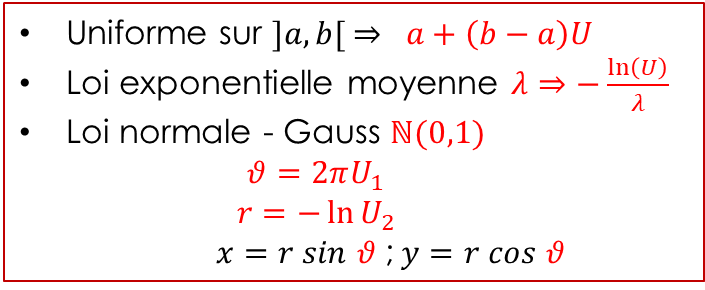 • Uniforme sur ]a, b[ ⇒ a + (b − a)U
• Loi exponentielle moyenne λ ⇒ − ln(U)/λ
• Loi normale - Gauss ℕ(0,1)
ϑ = 2πU₁
r = − ln U₂
x = r sin ϑ ; y = r cos ϑ